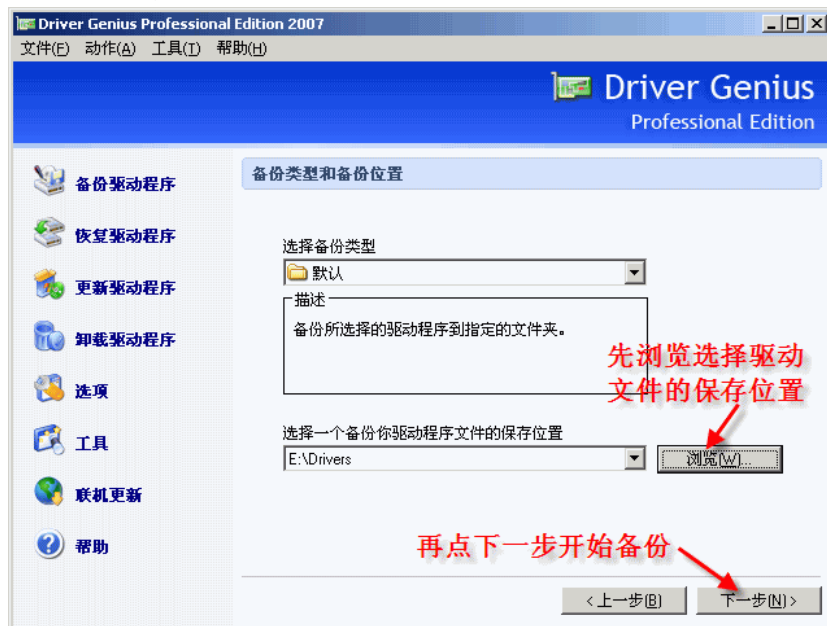 Driver Genius Professional Edition 2007
文件(F) 动作(A) 工具(T) 帮助(H)
Driver Genius
Professional Edition
备份驱动程序
恢复驱动程序
更新驱动程序
卸载驱动程序
选项
工具
联机更新
帮助
备份类型和备份位置
选择备份类型
默认
描述
备份所选择的驱动程序到指定的文件夹。
先浏览选择驱动
文件的保存位置
选择一个备份你驱动程序文件的保存位置
E:\Drivers
浏览(W)...
再点下一步开始备份
<上一步(B)
下一步(N)>